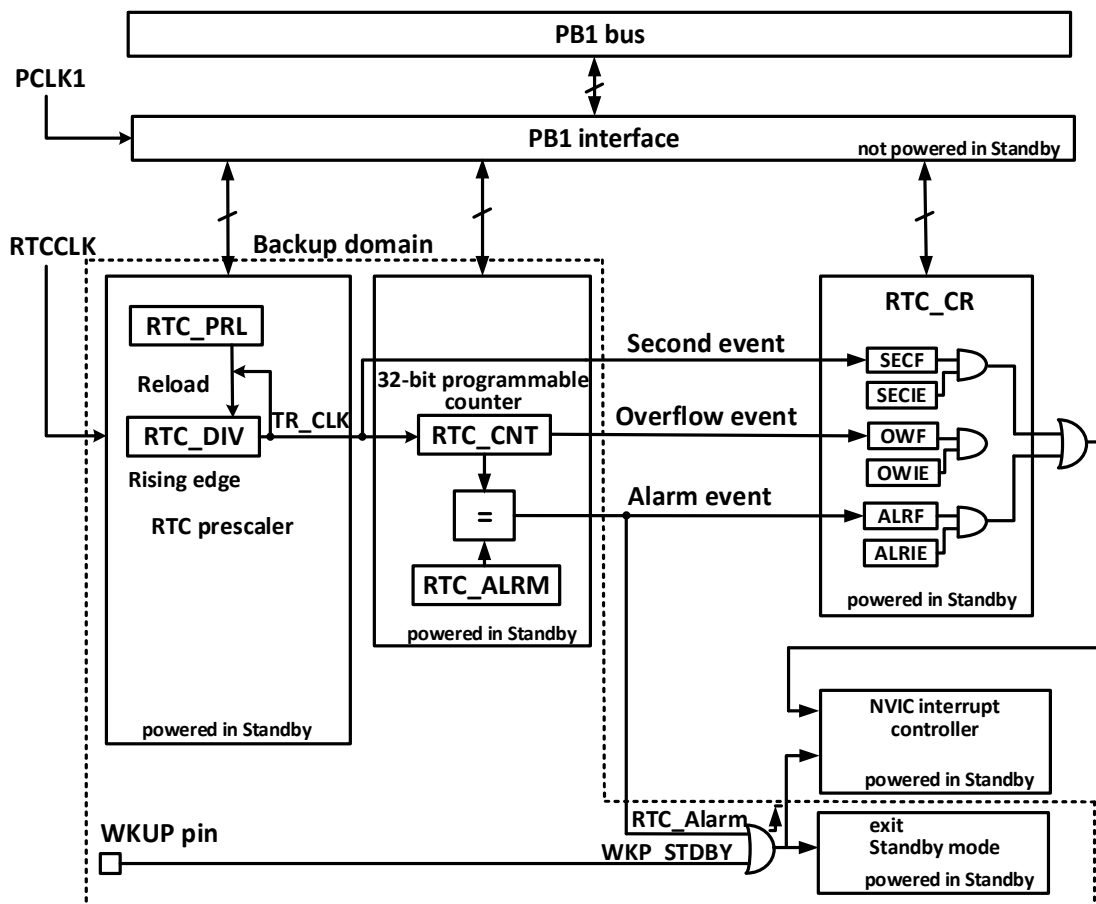 PB1 bus
PCLK1
PB1 interface
not powered in Standby
RTCCLK
Backup domain
RTC_PRL
Reload
RTC_DIV
TR_CLK
Rising edge
RTC prescaler
powered in Standby
32-bit programmable
counter
RTC_CNT
=
RTC_ALRM
powered in Standby
Second event
Overflow event
Alarm event
RTC_CR
SECF
SECIE
OWF
OWIE
ALRF
ALRIE
powered in Standby
NVIC interrupt
controller
powered in Standby
WKUP pin
RTC_Alarm
WKP_STDBY
exit
Standby mode
powered in Standby